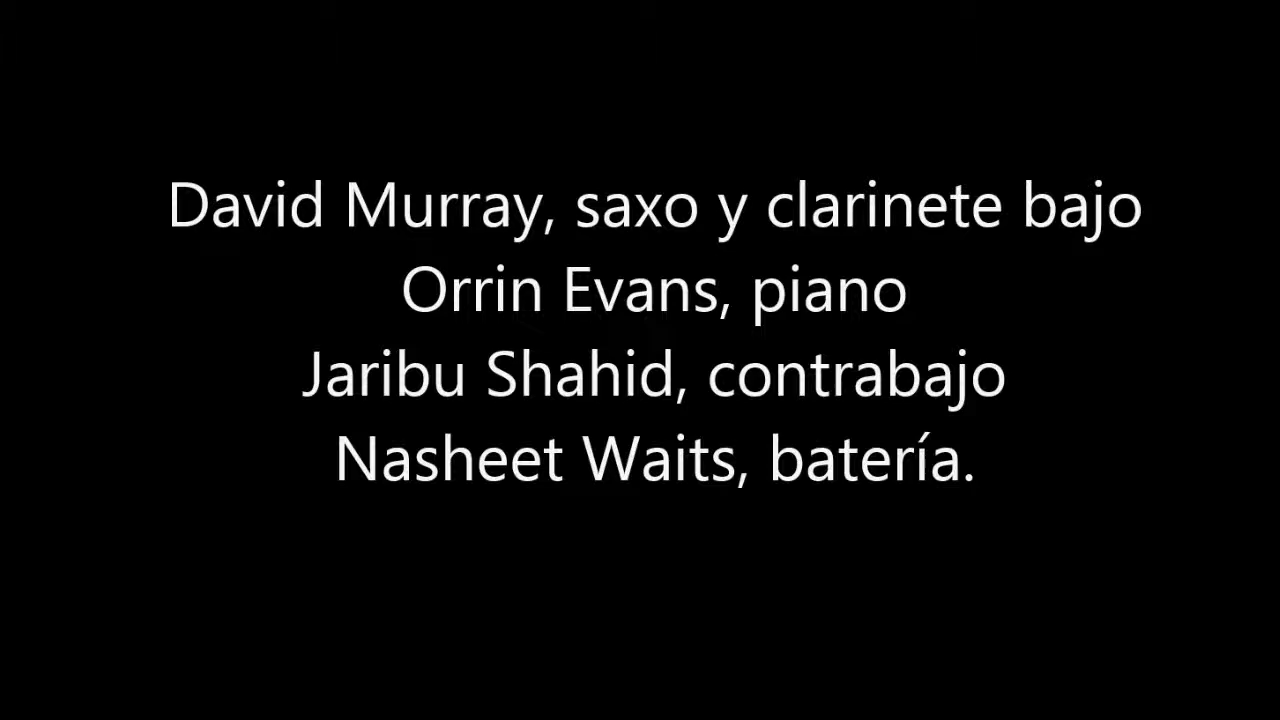 David Murray, saxo y clarinete bajo
Orrin Evans, piano
Jaribu Shahid, contrabajo
Nasheet Waits, batería.